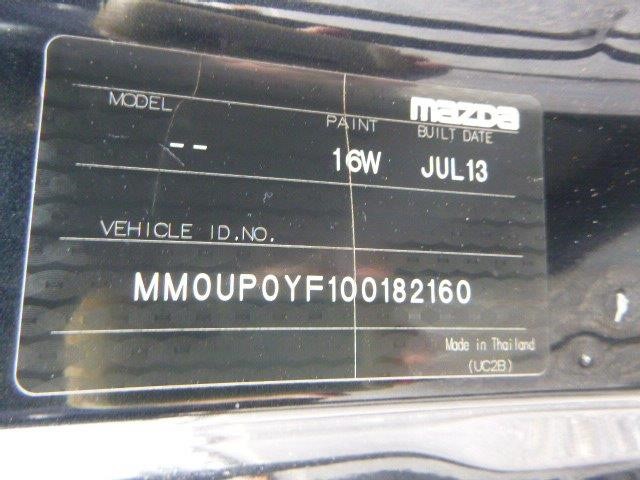 mazda
MODEL PAINT BUILT DATE
-- 16W JUL13
VEHICLE ID.NO.
MM0UP0YF100182160
Made in Thailand
(UC2B)